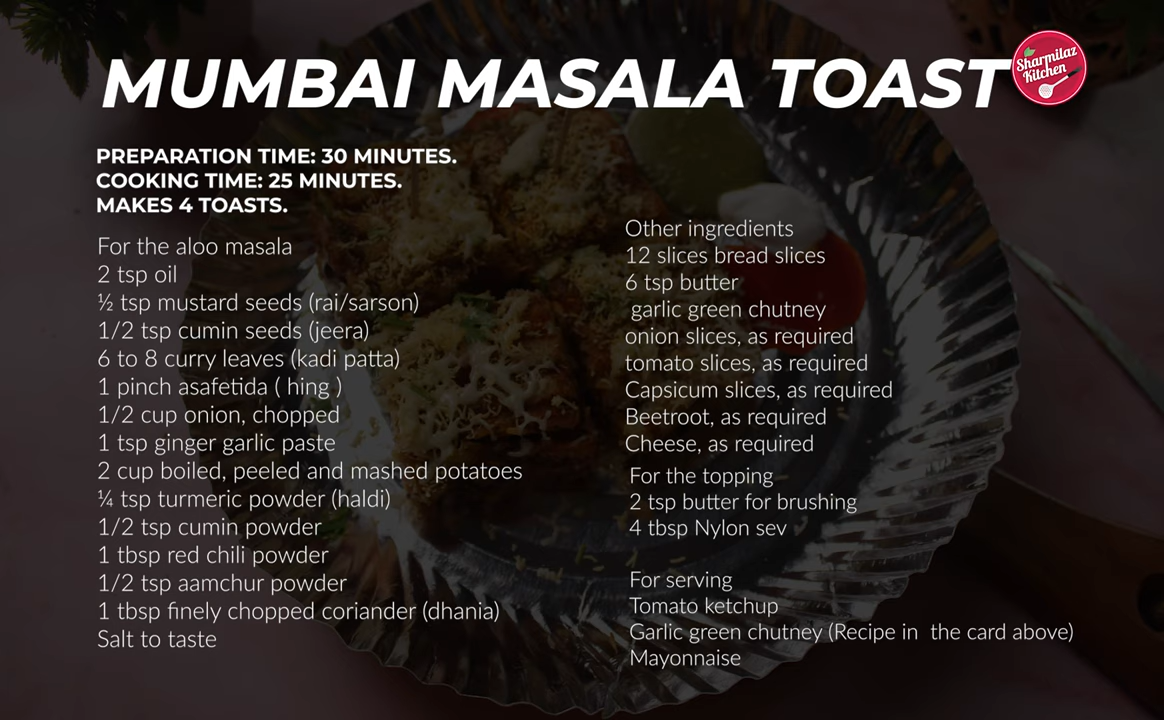 MUMBAI MASALA TOAST
Sharmilaz
Kitchen
PREPARATION TIME: 30 MINUTES.
COOKING TIME: 25 MINUTES.
MAKES 4 TOASTS.
For the aloo masala
2 tsp oil
½ tsp mustard seeds (rai/sarson)
1/2 tsp cumin seeds (jeera)
6 to 8 curry leaves (kadi patta)
1 pinch asafetida ( hing )
1/2 cup onion, chopped
1 tsp ginger garlic paste
2 cup boiled, peeled and mashed potatoes
¼ tsp turmeric powder (haldi)
1/2 tsp cumin powder
1 tbsp red chili powder
1/2 tsp aamchur powder
1 tbsp finely chopped coriander (dhania)
Salt to taste
Other ingredients
12 slices bread slices
6 tsp butter
garlic green chutney
onion slices, as required
tomato slices, as required
Capsicum slices, as required
Beetroot, as required
Cheese, as required
For the topping
2 tsp butter for brushing
4 tbsp Nylon sev
For serving
Tomato ketchup
Garlic green chutney (Recipe in  the card above)
Mayonnaise